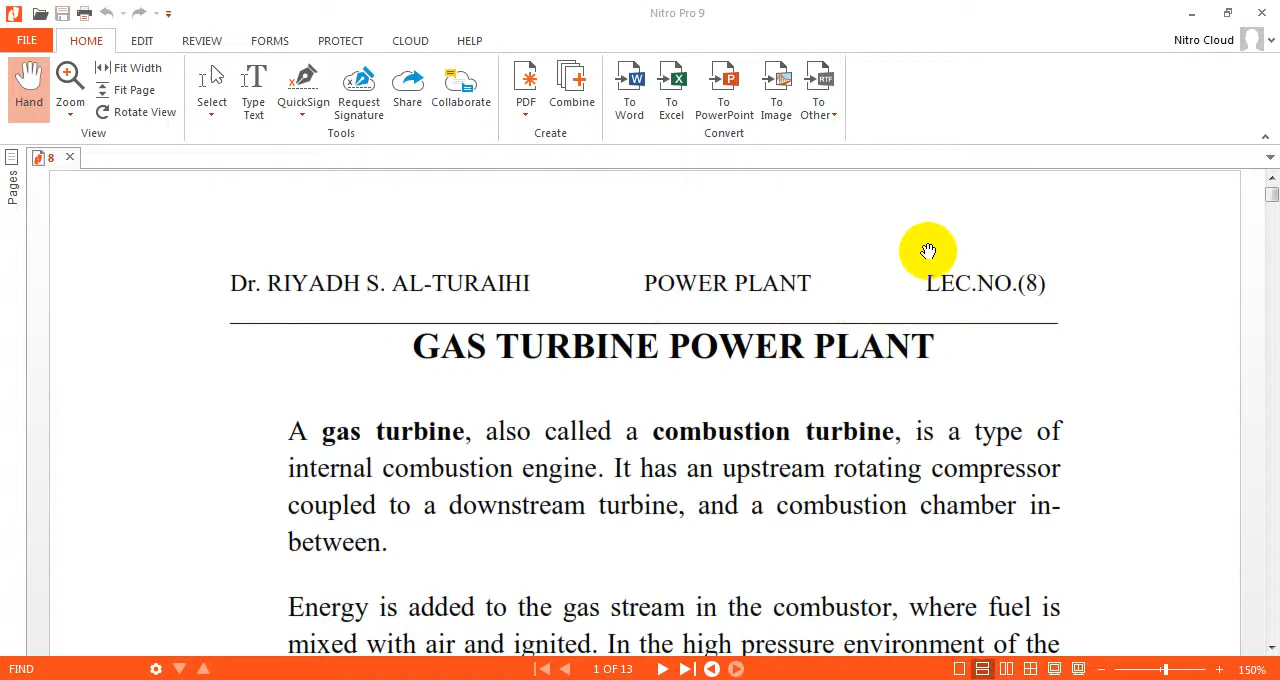 Nitro Pro 9
FILE HOME EDIT REVIEW FORMS PROTECT CLOUD HELP
Nitro Cloud
Hand
Zoom
Fit Width
Fit Page
Rotate View
View
Select
Type Text
QuickSign
Request Signature
Share
Collaborate
Tools
PDF
Combine
Create
To Word
To Excel
To PowerPoint
To Image
To Other
Convert
8
Pages
Dr. RIYADH S. AL-TURAIHI POWER PLANT LEC.NO.(8)
GAS TURBINE POWER PLANT
A gas turbine, also called a combustion turbine, is a type of
internal combustion engine. It has an upstream rotating compressor
coupled to a downstream turbine, and a combustion chamber in-
between.
Energy is added to the gas stream in the combustor, where fuel is
mixed with air and ignited. In the high pressure environment of the
FIND
1 OF 13
150%